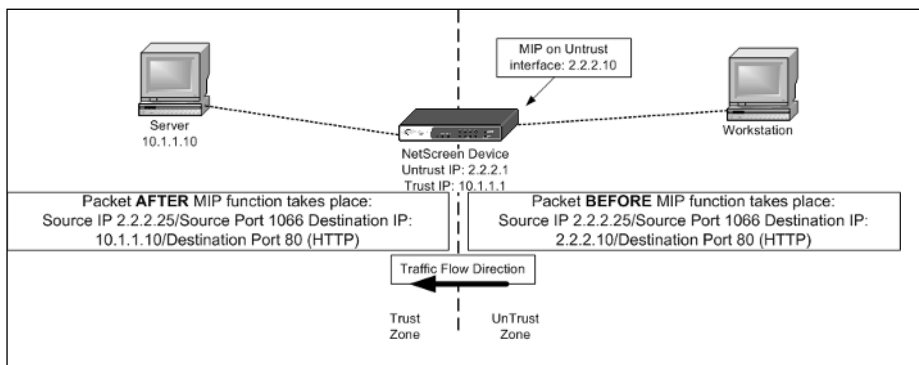 MIP on Untrust
interface: 2.2.2.10
Server
10.1.1.10
Workstation
NetScreen Device
Untrust IP: 2.2.2.1
Trust IP: 10.1.1.1
Packet AFTER MIP function takes place:
Source IP 2.2.2.25/Source Port 1066 Destination IP:
10.1.1.10/Destination Port 80 (HTTP)
Packet BEFORE MIP function takes place:
Source IP 2.2.2.25/Source Port 1066 Destination IP:
2.2.2.10/Destination Port 80 (HTTP)
Traffic Flow Direction
Trust
Zone
UnTrust
Zone